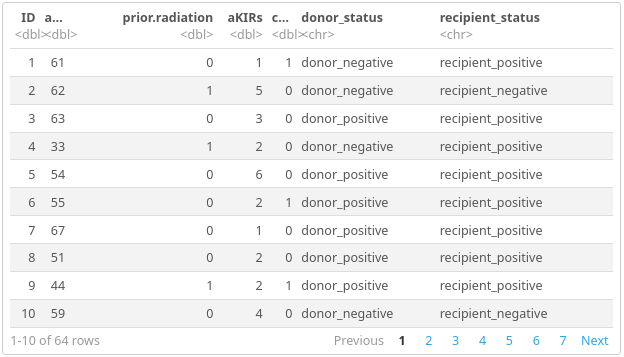 ID a... prior.radiation aKIRs c... donor_status recipient_status
<dbl> <dbl> <dbl> <dbl> <dbl> <chr> <chr>
1 61 0 1 1 donor_negative recipient_positive
2 62 1 5 0 donor_negative recipient_negative
3 63 0 3 0 donor_positive recipient_positive
4 33 1 2 0 donor_negative recipient_positive
5 54 0 6 0 donor_positive recipient_positive
6 55 0 2 1 donor_positive recipient_positive
7 67 0 1 0 donor_positive recipient_positive
8 51 0 2 0 donor_positive recipient_positive
9 44 1 2 1 donor_positive recipient_positive
10 59 0 4 0 donor_negative recipient_negative
1-10 of 64 rows Previous 1 2 3 4 5 6 7 Next